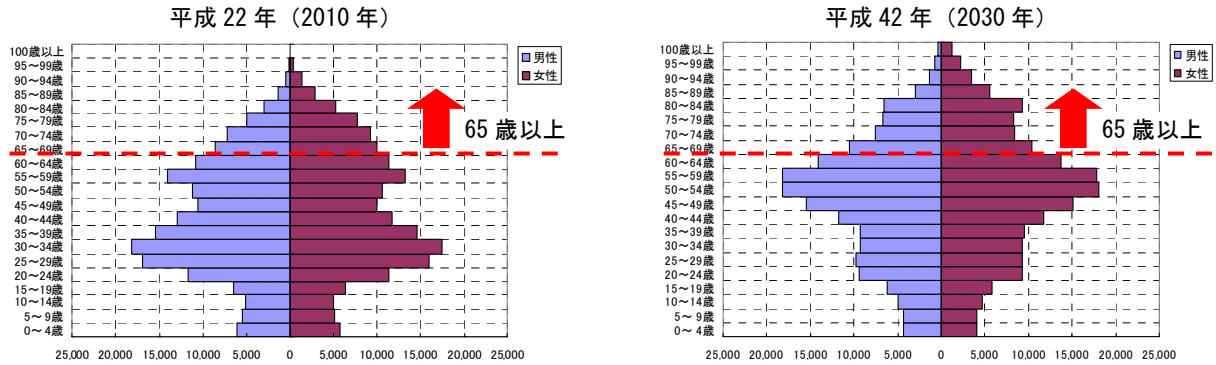 平成 22 年（2010 年）
100歳以上
95～99歳
90～94歳
85～89歳
80～84歳
75～79歳
70～74歳
65～69歳
60～64歳
55～59歳
50～54歳
45～49歳
40～44歳
35～39歳
30～34歳
25～29歳
20～24歳
15～19歳
10～14歳
5～ 9歳
0～ 4歳
男性
女性
65 歳以上
25,000 20,000 15,000 10,000 5,000 0 5,000 10,000 15,000 20,000 25,000
平成 42 年（2030 年）
100歳以上
95～99歳
90～94歳
85～89歳
80～84歳
75～79歳
70～74歳
65～69歳
60～64歳
55～59歳
50～54歳
45～49歳
40～44歳
35～39歳
30～34歳
25～29歳
20～24歳
15～19歳
10～14歳
5～ 9歳
0～ 4歳
男性
女性
65 歳以上
25,000 20,000 15,000 10,000 5,000 0 5,000 10,000 15,000 20,000 25,000